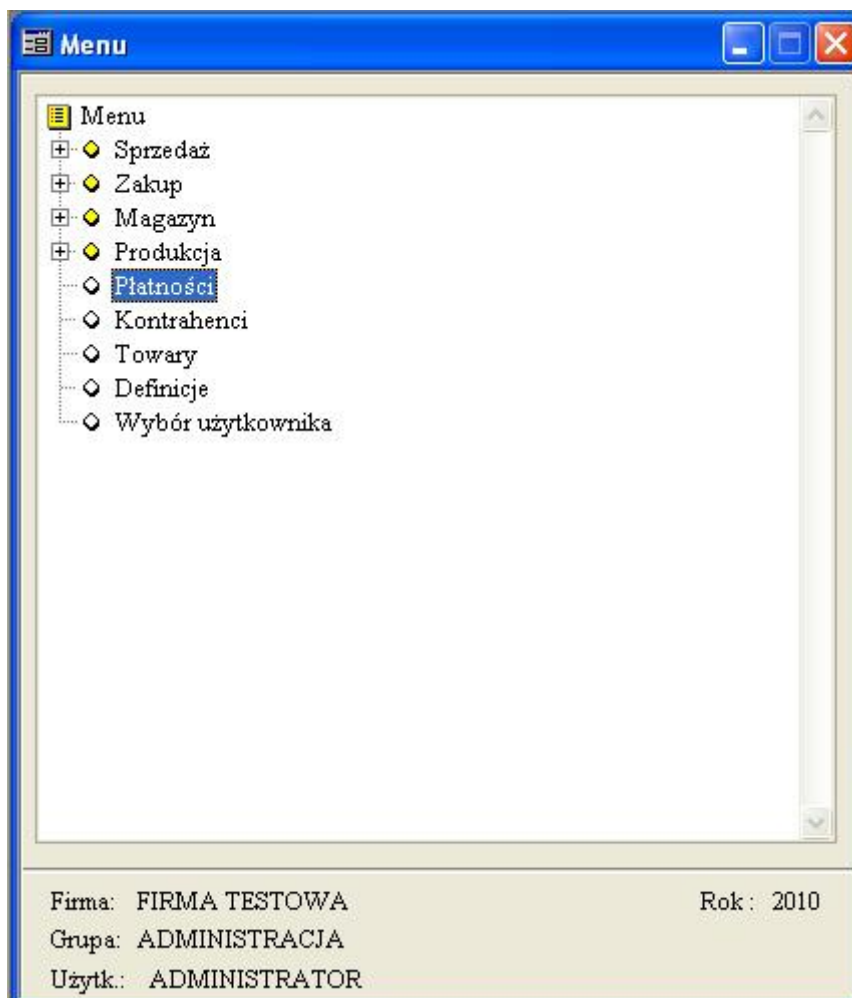 Menu
Menu
Sprzedaż
Zakup
Magazyn
Produkcja
Płatności
Kontrahenci
Towary
Definicje
Wybór użytkownika
Firma: FIRMA TESTOWA Rok : 2010
Grupa: ADMINISTRACJA
Użytk.: ADMINISTRATOR